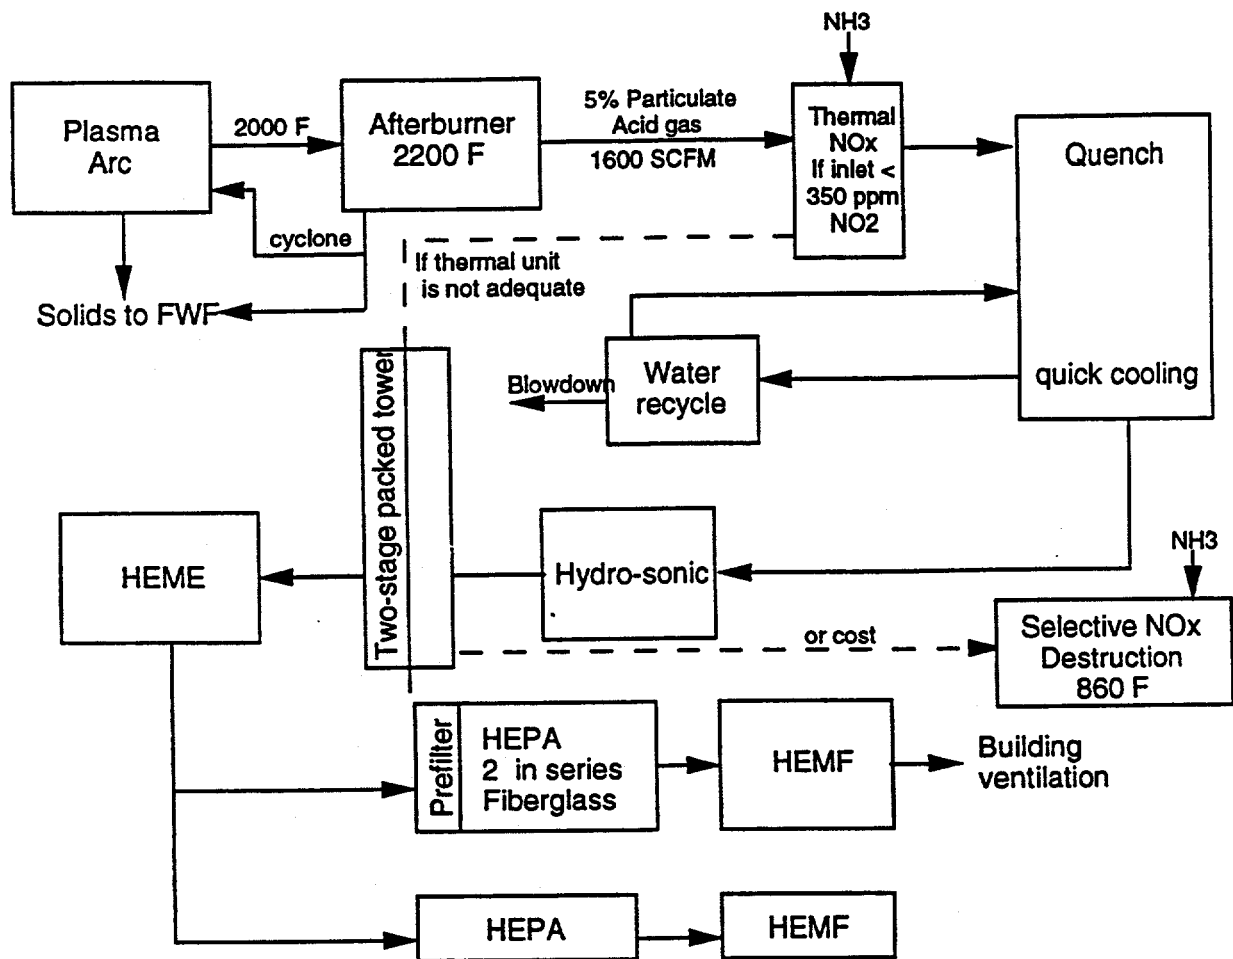 NH3
Plasma
Arc
2000 F
Afterburner
2200 F
5% Particulate
Acid gas
1600 SCFM
Thermal
NOx
If inlet <
350 ppm
NO2
Quench
quick cooling
cyclone
Solids to FWF
If thermal unit
is not adequate
Water
recycle
Blowdown
Two-stage packed tower
HEME
Hydro-sonic
NH3
or cost
Selective NOx
Destruction
860 F
Prefilter
HEPA
2 in series
Fiberglass
HEMF
Building
ventilation
HEPA
HEMF